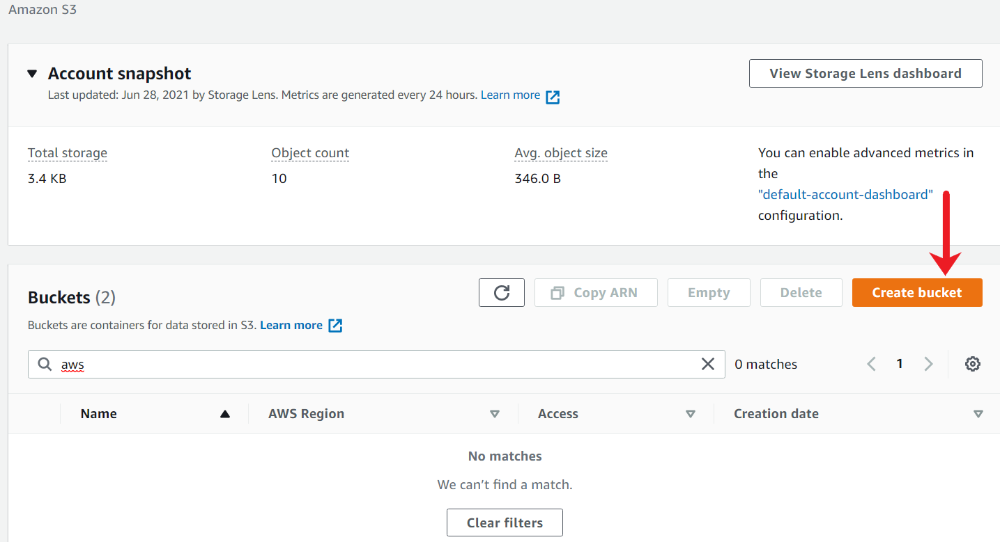 Amazon S3
Account snapshot
View Storage Lens dashboard
Last updated: Jun 28, 2021 by Storage Lens. Metrics are generated every 24 hours. Learn more
Total storage
3.4 KB
Object count
10
Avg. object size
346.0 B
You can enable advanced metrics in
the
"default-account-dashboard"
configuration.
Buckets (2)
Copy ARN
Empty
Delete
Create bucket
Buckets are containers for data stored in S3. Learn more
aws
0 matches
1
Name
AWS Region
Access
Creation date
No matches
We can’t find a match.
Clear filters